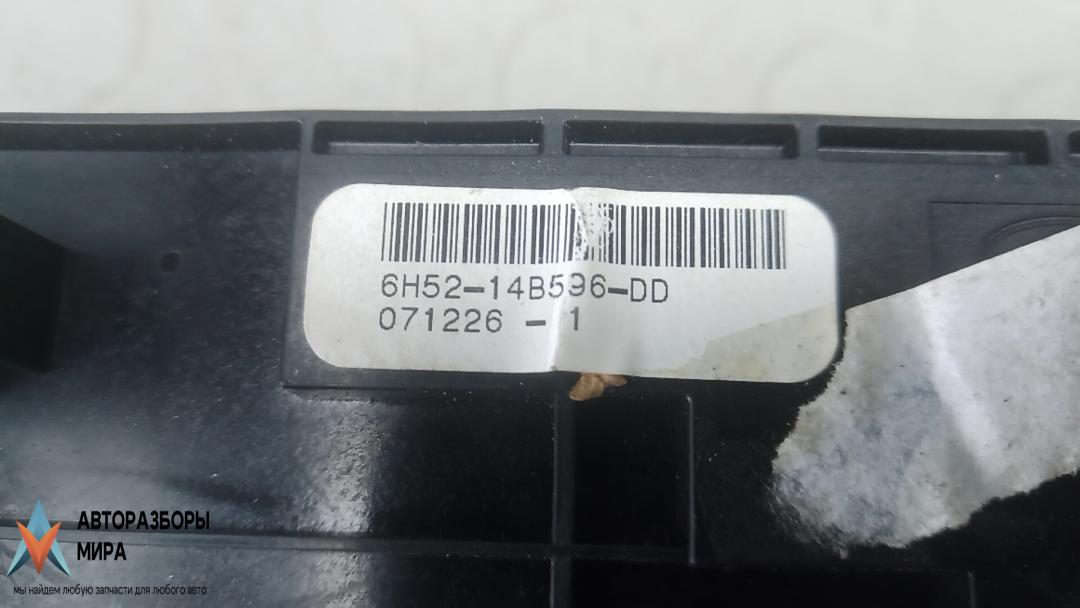 6H52-14B596-DD
071226 - 1
АВТОРАЗБОРЫ
МИРА
мы найдем любую запчасти для любого авто